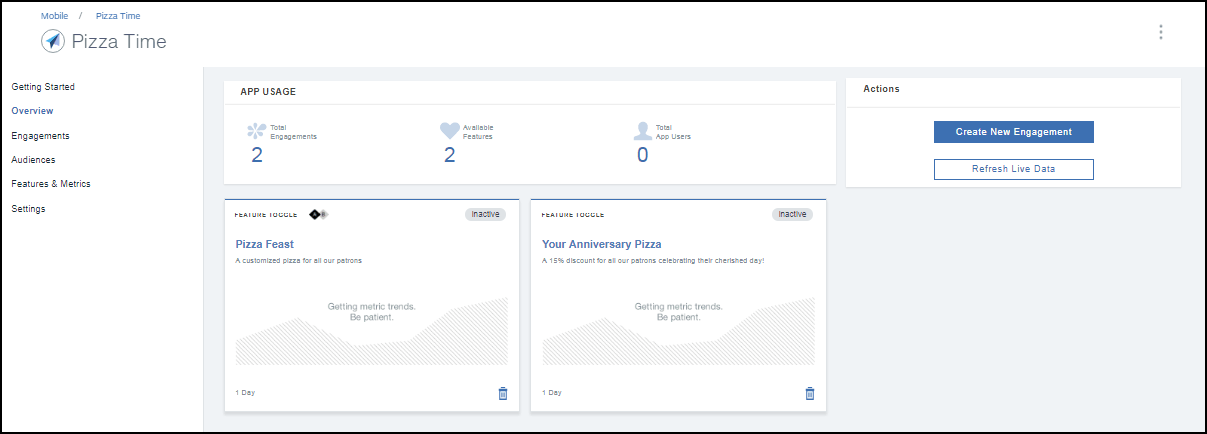 Mobile / Pizza Time
Pizza Time
Getting Started
Overview
Engagements
Audiences
Features & Metrics
Settings
APP USAGE
Total
Engagements
2
Available
Features
2
Total
App Users
0
Actions
Create New Engagement
Refresh Live Data
FEATURE TOGGLE
Inactive
Pizza Feast
A customized pizza for all our patrons
Getting metric trends.
Be patient.
1 Day
FEATURE TOGGLE
Inactive
Your Anniversary Pizza
A 15% discount for all our patrons celebrating their cherished day!
Getting metric trends.
Be patient.
1 Day